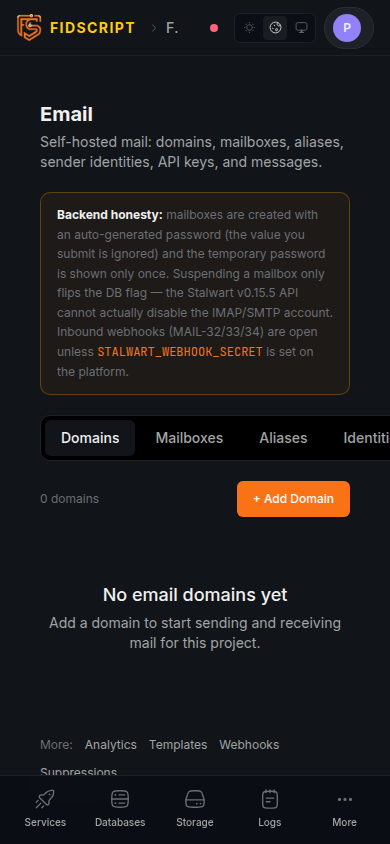 FIDSCRIPT
F.
P
Email
Self-hosted mail: domains, mailboxes, aliases,
sender identities, API keys, and messages.
Backend honesty: mailboxes are created with
an auto-generated password (the value you
submit is ignored) and the temporary password
is shown only once. Suspending a mailbox only
flips the DB flag — the Stalwart v0.15.5 API
cannot actually disable the IMAP/SMTP account.
Inbound webhooks (MAIL-32/33/34) are open
unless STALWART_WEBHOOK_SECRET is set on
the platform.
Domains Mailboxes Aliases Identiti
0 domains
+ Add Domain
No email domains yet
Add a domain to start sending and receiving
mail for this project.
More: Analytics Templates Webhooks
Suppressions
Services Databases Storage Logs More